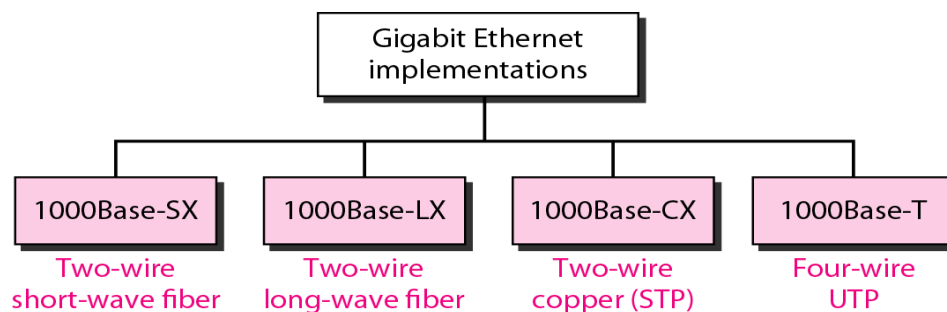 Gigabit Ethernet
implementations
1000Base-SX
1000Base-LX
1000Base-CX
1000Base-T
Two-wire
short-wave fiber
Two-wire
long-wave fiber
Two-wire
copper (STP)
Four-wire
UTP